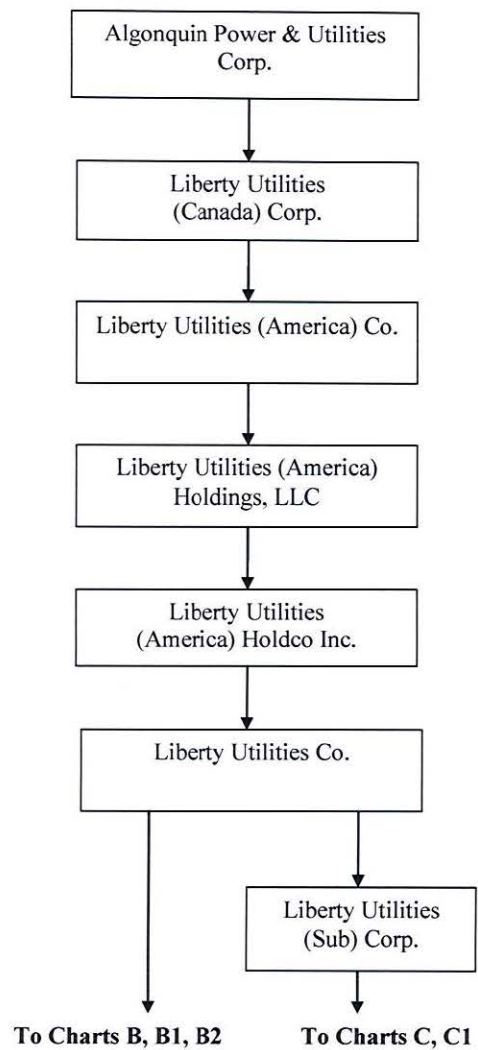 Algonquin Power & Utilities
Corp.
Liberty Utilities
(Canada) Corp.
Liberty Utilities (America) Co.
Liberty Utilities (America)
Holdings, LLC
Liberty Utilities
(America) Holdco Inc.
Liberty Utilities Co.
Liberty Utilities
(Sub) Corp.
To Charts B, B1, B2
To Charts C, C1